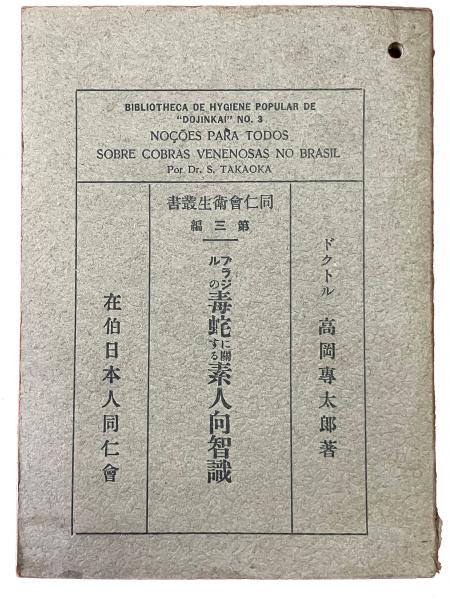 BIBLIOTHECA DE HYGIENE POPULAR DE
"DOJINKAI" NO. 3
NOÇÕES PARA TODOS
SOBRE COBRAS VENENOSAS NO BRASIL
Por Dr. S. TAKAOKA
ドクトル 高岡專太郎著
同仁會衛生叢書
第三編
ブラジルの毒蛇に關する素人向智識
在伯日本人同仁會